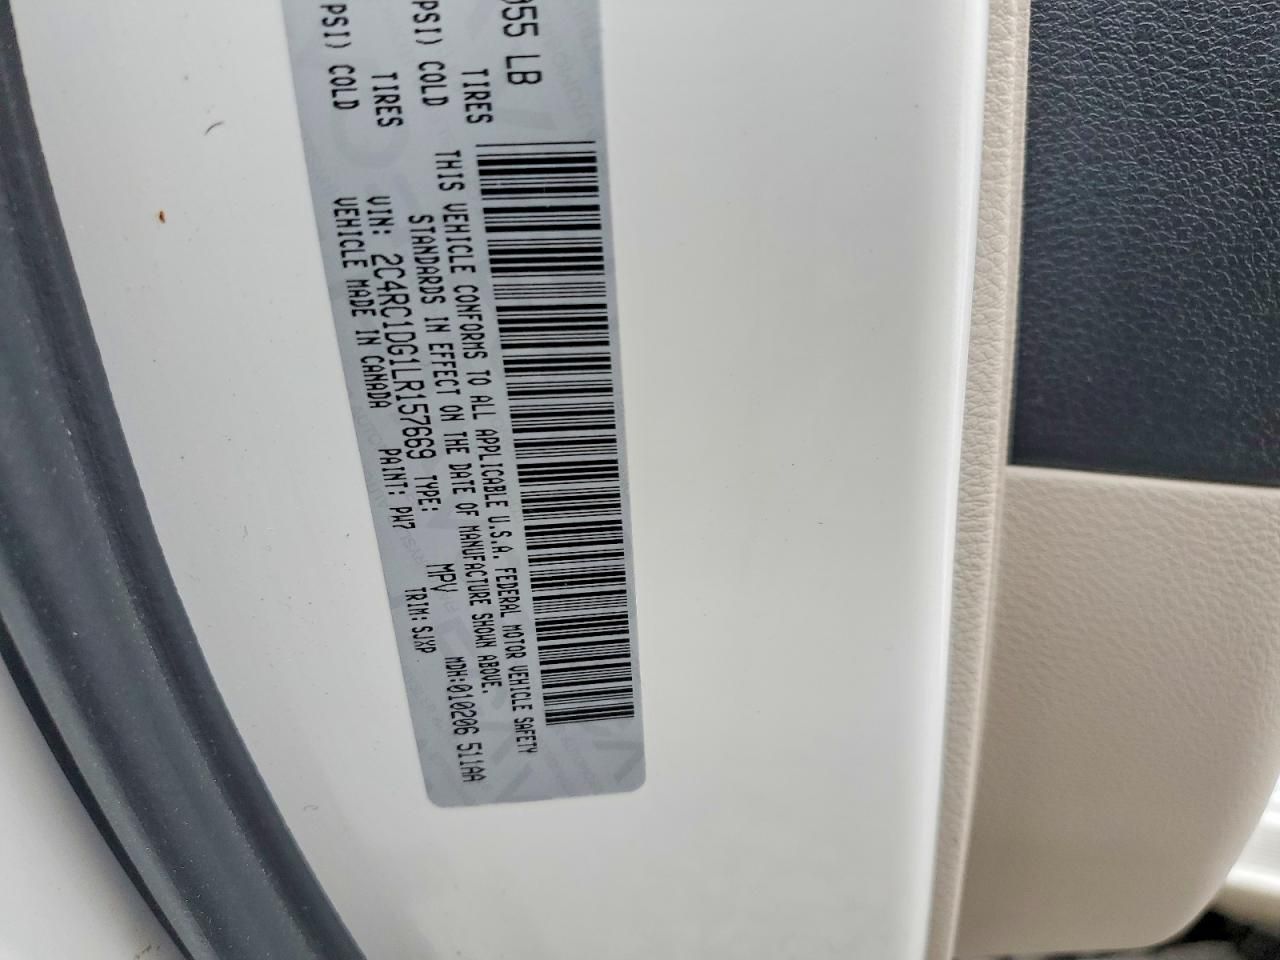 055 LB
TIRES
PSI) COLD
TIRES
PSI) COLD
THIS VEHICLE CONFORMS TO ALL APPLICABLE U.S.A. FEDERAL MOTOR VEHICLE SAFETY
STANDARDS IN EFFECT ON THE DATE OF MANUFACTURE SHOWN ABOVE.
VIN: 2C4RC1DG1LR157669 TYPE: MPV MDH:010206 511AA
VEHICLE MADE IN CANADA PAINT: PW7 TRIM: SJXP